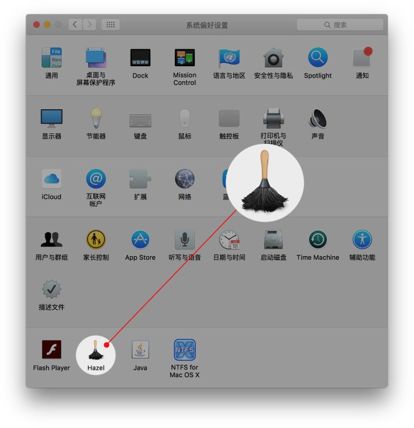 系统偏好设置
搜索
通用
桌面与
屏幕保护程序
Dock
Mission
Control
语言与地区
安全性与隐私
Spotlight
通知
显示器
节能器
键盘
鼠标
触控板
打印机与
扫描仪
声音
iCloud
互联网
帐户
扩展
网络
用户与群组
家长控制
App Store
听写与语音
日期与时间
启动磁盘
Time Machine
辅助功能
描述文件
Flash Player
Hazel
Java
NTFS for
Mac OS X